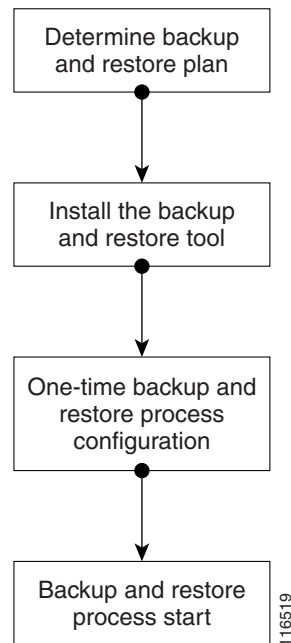 Determine backup
and restore plan
Install the backup
and restore tool
One-time backup and
restore process
configuration
Backup and restore
process start
116519